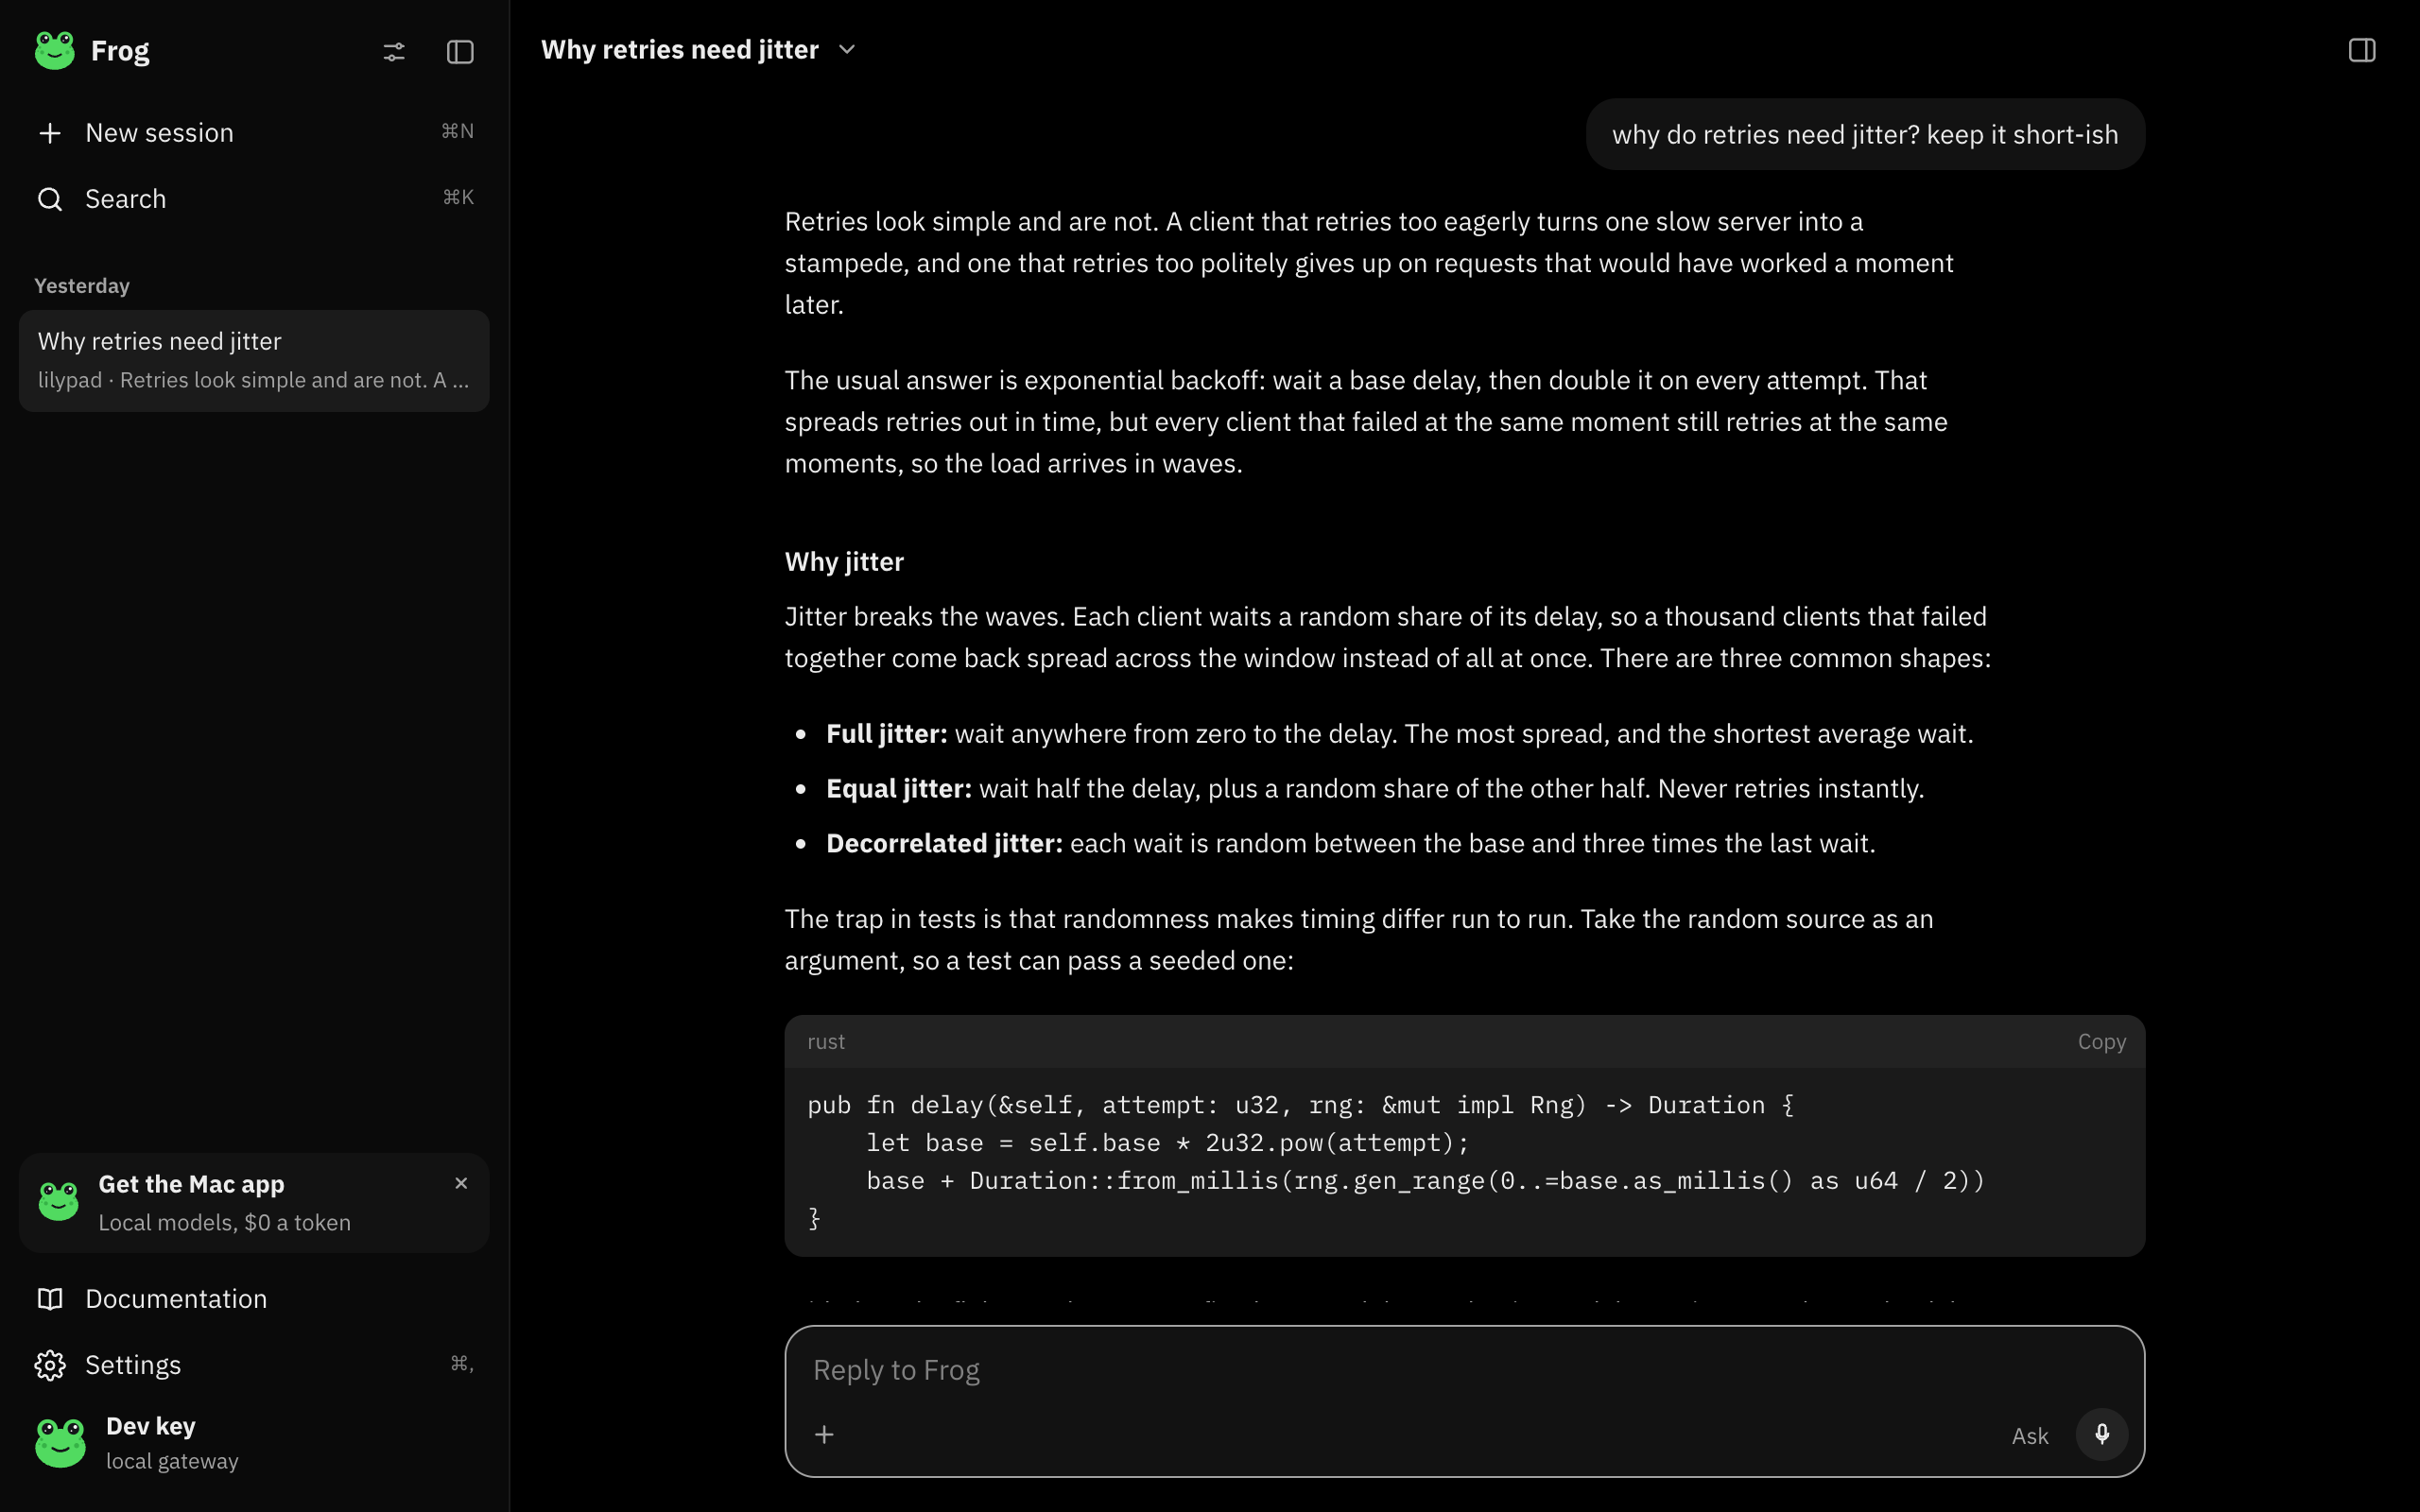 Frog
New session
⌘N
Search
⌘K
Yesterday
Why retries need jitter
lilypad · Retries look simple and are not. A ...
Get the Mac app
Local models, $0 a token
Documentation
Settings
⌘,
Dev key
local gateway
Why retries need jitter
why do retries need jitter? keep it short-ish
Retries look simple and are not. A client that retries too eagerly turns one slow server into a
stampede, and one that retries too politely gives up on requests that would have worked a moment
later.
The usual answer is exponential backoff: wait a base delay, then double it on every attempt. That
spreads retries out in time, but every client that failed at the same moment still retries at the same
moments, so the load arrives in waves.
Why jitter
Jitter breaks the waves. Each client waits a random share of its delay, so a thousand clients that failed
together come back spread across the window instead of all at once. There are three common shapes:
• Full jitter: wait anywhere from zero to the delay. The most spread, and the shortest average wait.
• Equal jitter: wait half the delay, plus a random share of the other half. Never retries instantly.
• Decorrelated jitter: each wait is random between the base and three times the last wait.
The trap in tests is that randomness makes timing differ run to run. Take the random source as an
argument, so a test can pass a seeded one:
rust
Copy
pub fn delay(&self, attempt: u32, rng: &mut impl Rng) -> Duration {
    let base = self.base * 2u32.pow(attempt);
    base + Duration::from_millis(rng.gen_range(0..=base.as_millis() as u64 / 2))
}
Reply to Frog
Ask